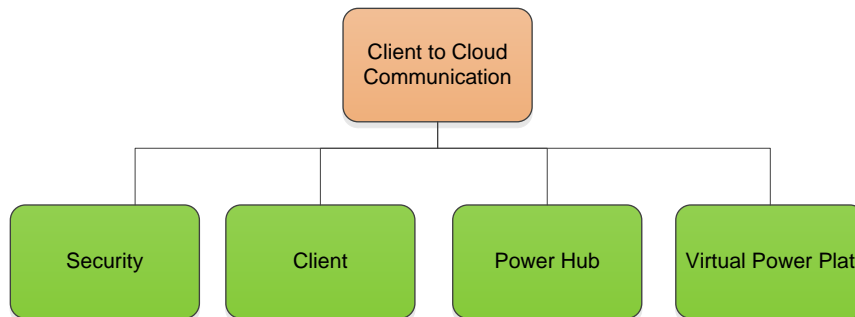 Client to Cloud
Communication
Security
Client
Power Hub
Virtual Power Plat